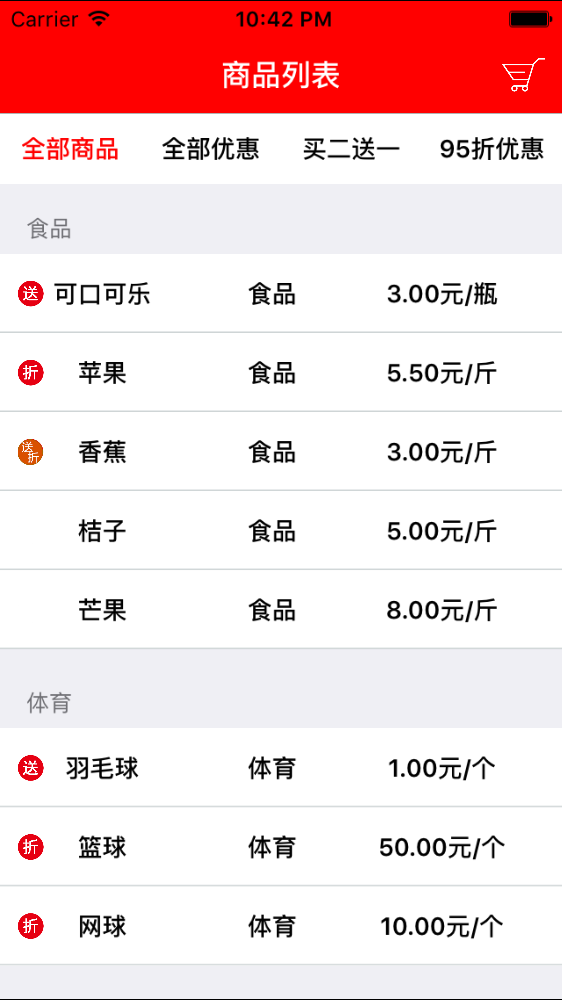 Carrier 10:42 PM
商品列表
全部商品 全部优惠 买二送一 95折优惠
食品
送 可口可乐 食品 3.00元/瓶
折 苹果 食品 5.50元/斤
送折 香蕉 食品 3.00元/斤
桔子 食品 5.00元/斤
芒果 食品 8.00元/斤
体育
送 羽毛球 体育 1.00元/个
折 篮球 体育 50.00元/个
折 网球 体育 10.00元/个